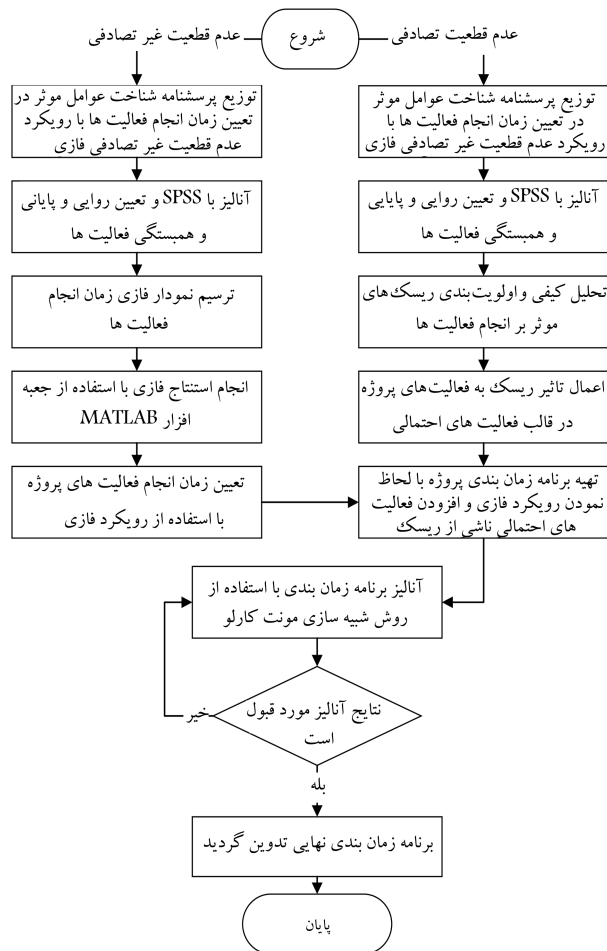 عدم قطعیت تصادفی
شروع
عدم قطعیت غیر تصادفی
توزیع پرسشنامه شناخت عوامل موثر
در تعیین زمان انجام فعالیت ها با
رویکرد عدم قطعیت غیر تصادفی فازی
آنالیز با SPSS و تعیین روایی و پایایی
و همبستگی فعالیت ها
تحلیل کیفی و اولویت‌بندی ریسک‌های
موثر بر انجام فعالیت ها
اعمال تاثیر ریسک به فعالیت‌های پروژه
در قالب فعالیت های احتمالی
تهیه برنامه زمان بندی پروژه با لحاظ
نمودن رویکرد فازی و افزودن فعالیت
های احتمالی ناشی از ریسک
توزیع پرسشنامه شناخت عوامل موثر در
تعیین زمان انجام فعالیت ها با رویکرد
عدم قطعیت غیر تصادفی فازی
آنالیز با SPSS و تعیین روایی و پایانی
و همبستگی فعالیت ها
ترسیم نمودار فازی زمان انجام
فعالیت ها
انجام استنتاج فازی با استفاده از جعبه
افزار MATLAB
تعیین زمان انجام فعالیت های پروژه
با استفاده از رویکرد فازی
آنالیز برنامه زمان بندی با استفاده از
روش شبیه سازی مونت کارلو
نتایج آنالیز مورد قبول
است
خیر
بله
برنامه زمان بندی نهایی تدوین گردید
پایان